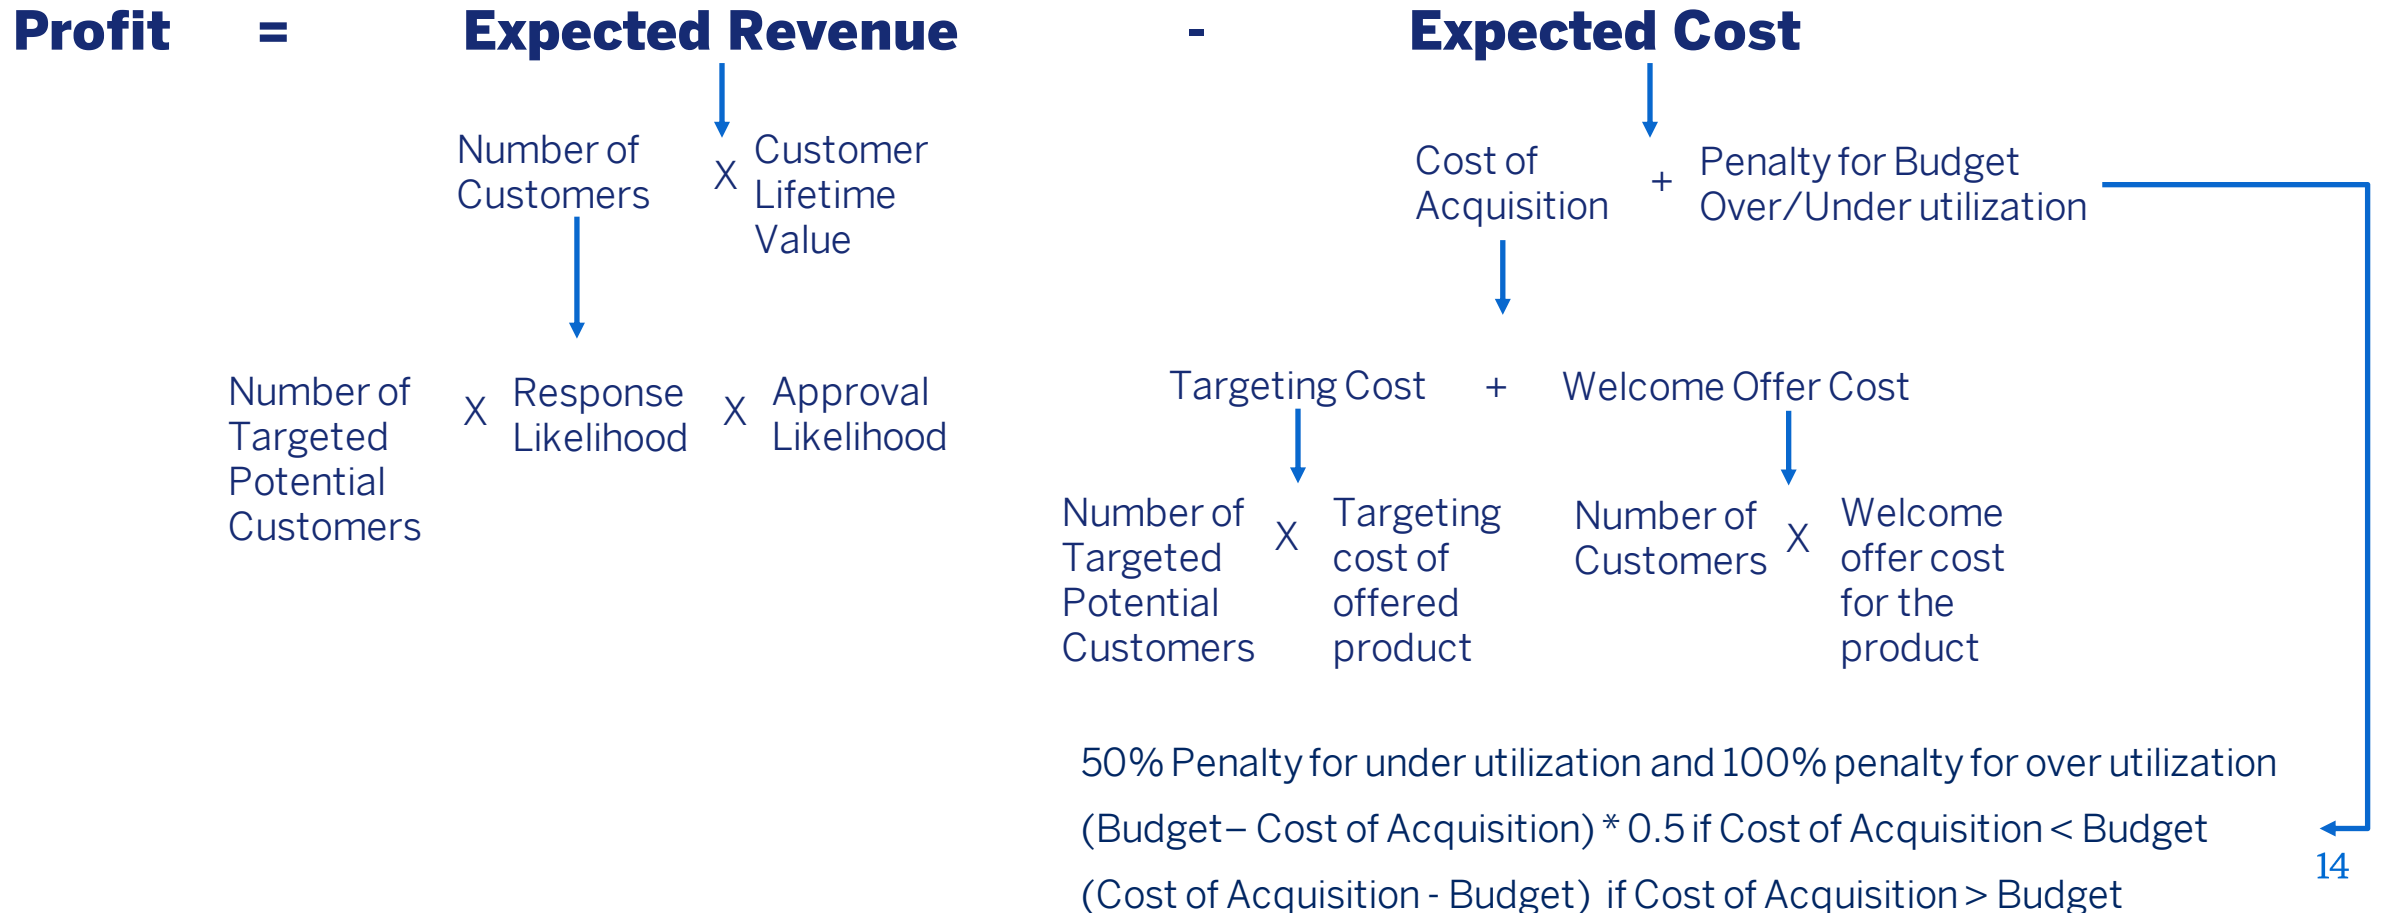 Profit = Expected Revenue - Expected Cost
Number of
Customers
X
Customer
Lifetime
Value
Cost of
Acquisition
+
Penalty for Budget
Over/Under utilization
Number of
Targeted
Potential
Customers
X
Response
Likelihood
X
Approval
Likelihood
Targeting Cost + Welcome Offer Cost
Number of
Targeted
Potential
Customers
X
Targeting
cost of
offered
product
Number of
Customers
X
Welcome
offer cost
for the
product
50% Penalty for under utilization and 100% penalty for over utilization
(Budget– Cost of Acquisition) * 0.5 if Cost of Acquisition < Budget
(Cost of Acquisition - Budget) if Cost of Acquisition > Budget
14